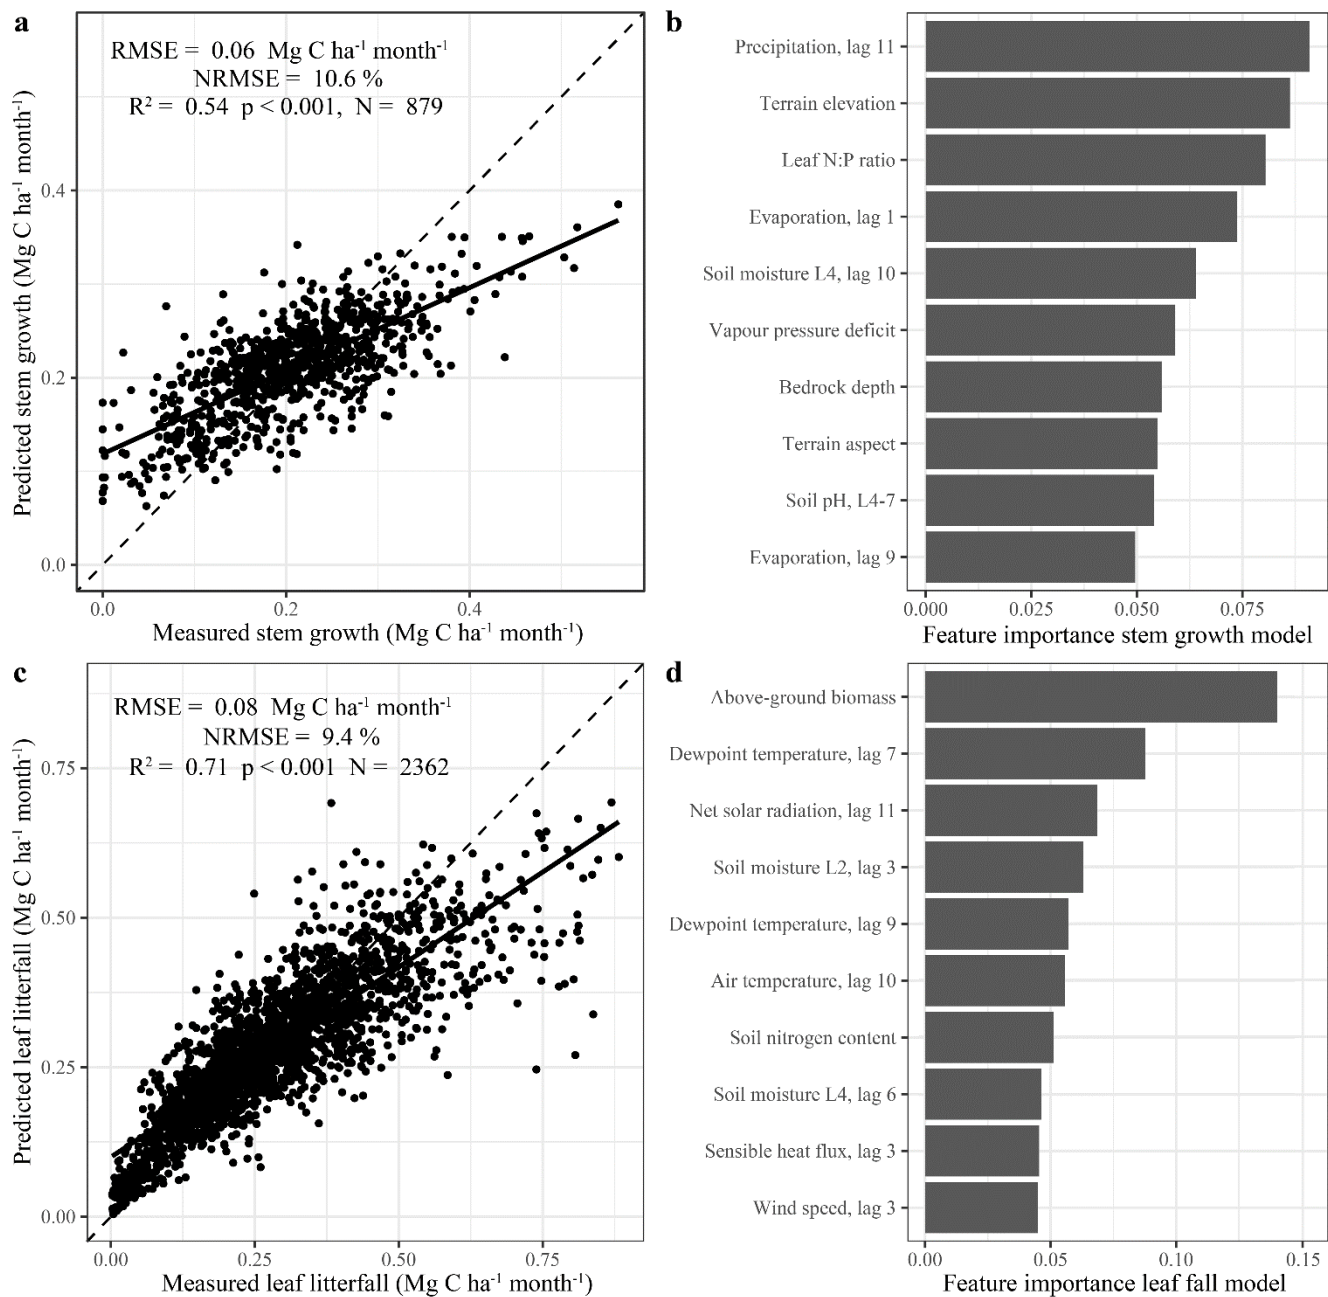 a
RMSE = 0.06 Mg C ha⁻¹ month⁻¹
NRMSE = 10.6 %
R² = 0.54 p < 0.001, N = 879
Predicted stem growth (Mg C ha⁻¹ month⁻¹)
0.4
0.2
0.0
0.0 0.2 0.4
Measured stem growth (Mg C ha⁻¹ month⁻¹)
b
Precipitation, lag 11
Terrain elevation
Leaf N:P ratio
Evaporation, lag 1
Soil moisture L4, lag 10
Vapour pressure deficit
Bedrock depth
Terrain aspect
Soil pH, L4-7
Evaporation, lag 9
0.000 0.025 0.050 0.075
Feature importance stem growth model
c
RMSE = 0.08 Mg C ha⁻¹ month⁻¹
NRMSE = 9.4 %
R² = 0.71 p < 0.001 N = 2362
Predicted leaf litterfall (Mg C ha⁻¹ month⁻¹)
0.75
0.50
0.25
0.00
0.00 0.25 0.50 0.75
Measured leaf litterfall (Mg C ha⁻¹ month⁻¹)
d
Above-ground biomass
Dewpoint temperature, lag 7
Net solar radiation, lag 11
Soil moisture L2, lag 3
Dewpoint temperature, lag 9
Air temperature, lag 10
Soil nitrogen content
Soil moisture L4, lag 6
Sensible heat flux, lag 3
Wind speed, lag 3
0.00 0.05 0.10 0.15
Feature importance leaf fall model